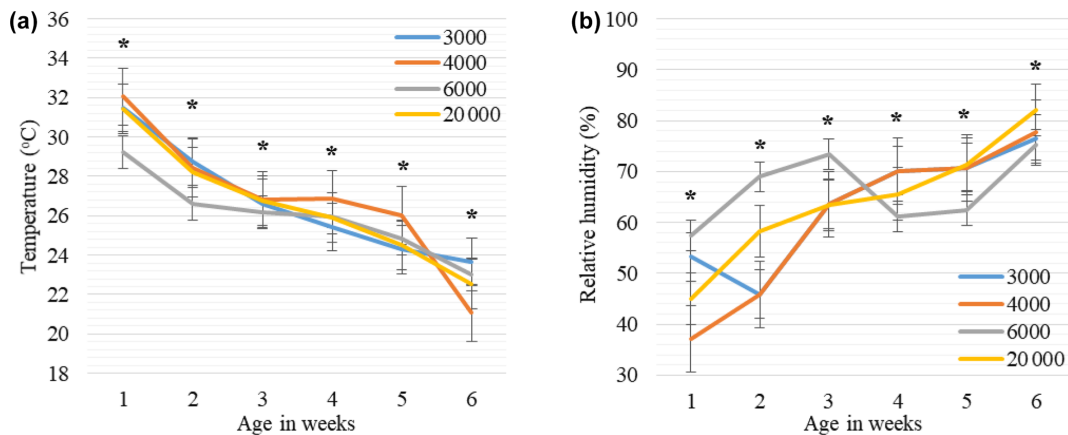 (a)
36
34
32
30
28
26
24
22
20
18
Temperature (⁰C)
* * * * * *
3000
4000
6000
20 000
1 2 3 4 5 6
Age in weeks
(b)
100
90
80
70
60
50
40
30
Relative humidity (%)
* * * * * *
3000
4000
6000
20 000
1 2 3 4 5 6
Age in weeks